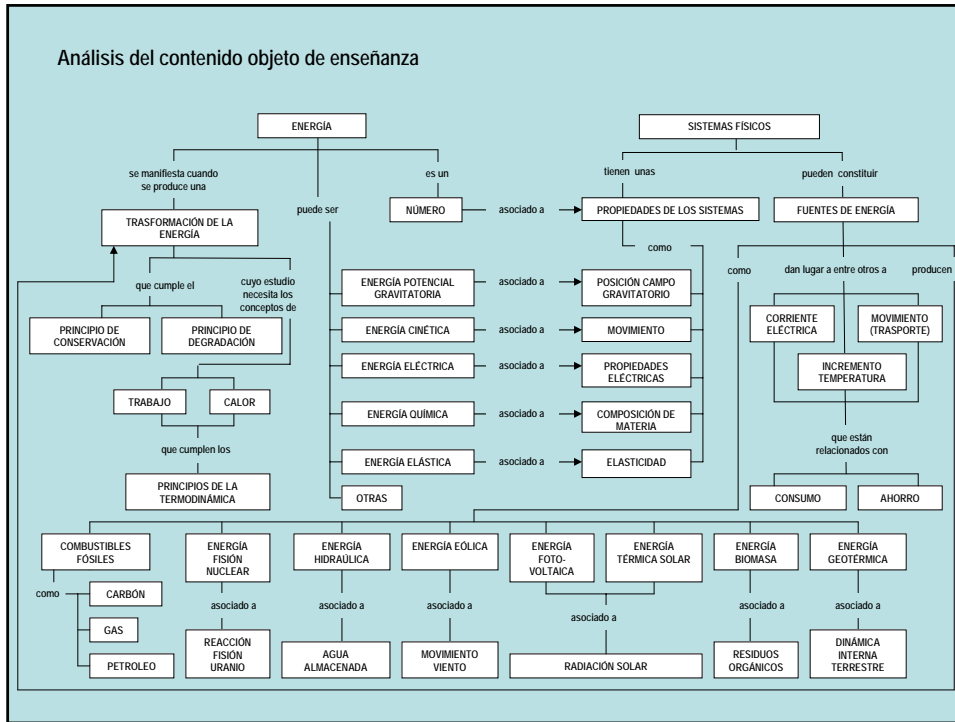 Análisis del contenido objeto de enseñanza
ENERGÍA
SISTEMAS FÍSICOS
se manifiesta cuando
se produce una
puede ser
es un
tienen unas
pueden constituir
TRASFORMACIÓN DE LA
ENERGÍA
NÚMERO
asociado a
PROPIEDADES DE LOS SISTEMAS
FUENTES DE ENERGÍA
que cumple el
cuyo estudio
necesita los
conceptos de
como
como
dan lugar a entre otros a
producen
PRINCIPIO DE
CONSERVACIÓN
PRINCIPIO DE
DEGRADACIÓN
ENERGÍA POTENCIAL
GRAVITATORIA
asociado a
POSICIÓN CAMPO
GRAVITATORIO
ENERGÍA CINÉTICA
asociado a
MOVIMIENTO
ENERGÍA ELÉCTRICA
asociado a
PROPIEDADES
ELÉCTRICAS
ENERGÍA QUÍMICA
asociado a
COMPOSICIÓN DE
MATERIA
ENERGÍA ELÁSTICA
asociado a
ELASTICIDAD
OTRAS
CORRIENTE
ELÉCTRICA
MOVIMIENTO
(TRASPORTE)
INCREMENTO
TEMPERATURA
que están
relacionados con
CONSUMO
AHORRO
TRABAJO
CALOR
que cumplen los
PRINCIPIOS DE LA
TERMODINÁMICA
COMBUSTIBLES
FÓSILES
ENERGÍA
FISIÓN
NUCLEAR
ENERGÍA
HIDRAÚLICA
ENERGÍA EÓLICA
ENERGÍA
FOTO-
VOLTAICA
ENERGÍA
TÉRMICA SOLAR
ENERGÍA
BIOMASA
ENERGÍA
GEOTÉRMICA
como
CARBÓN
GAS
PETROLEO
asociado a
asociado a
asociado a
asociado a
asociado a
asociado a
REACCIÓN
FISIÓN
URANIO
AGUA
ALMACENADA
MOVIMIENTO
VIENTO
RADIACIÓN SOLAR
RESIDUOS
ORGÁNICOS
DINÁMICA
INTERNA
TERRESTRE